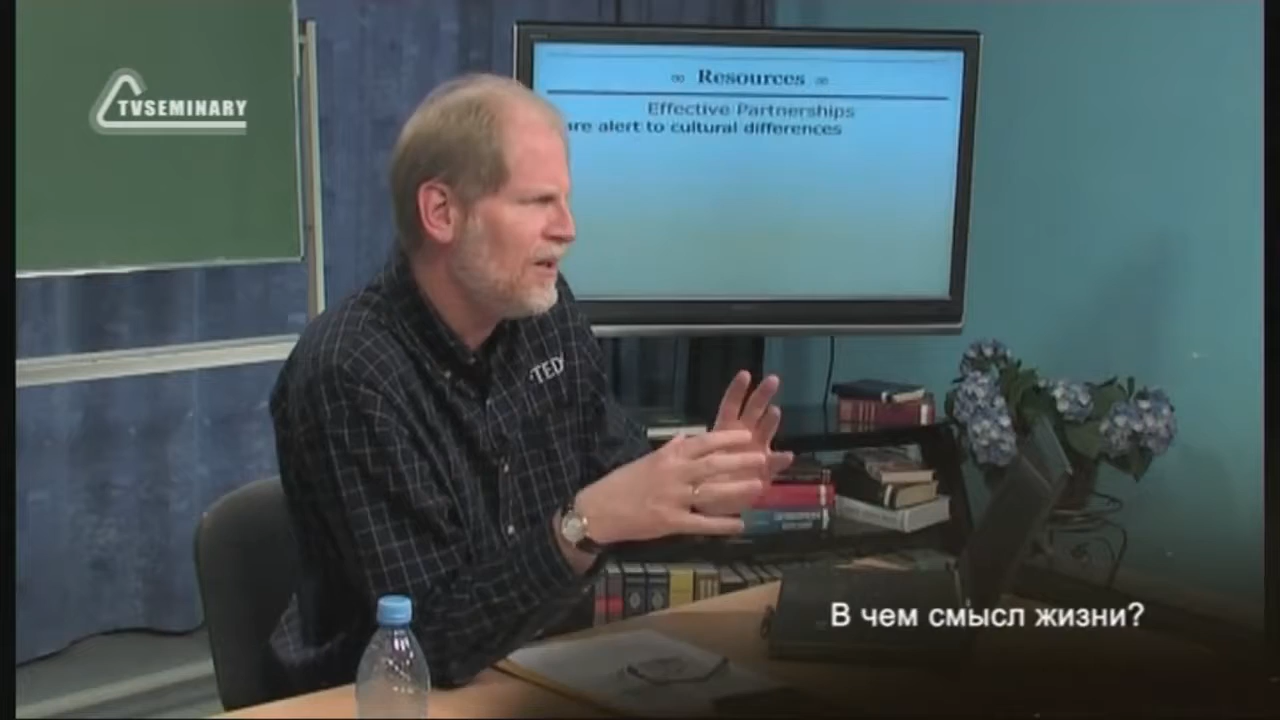 TVSEMINARY
Resources
Effective Partnerships
are alert to cultural differences
TED
В чем смысл жизни?